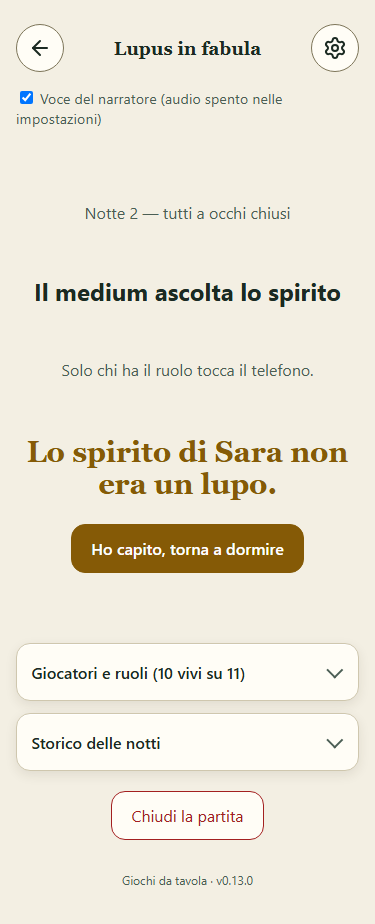 Lupus in fabula
Voce del narratore (audio spento nelle
impostazioni)
Notte 2 — tutti a occhi chiusi
Il medium ascolta lo spirito
Solo chi ha il ruolo tocca il telefono.
Lo spirito di Sara non
era un lupo.
Ho capito, torna a dormire
Giocatori e ruoli (10 vivi su 11)
Storico delle notti
Chiudi la partita
Giochi da tavola · v0.13.0